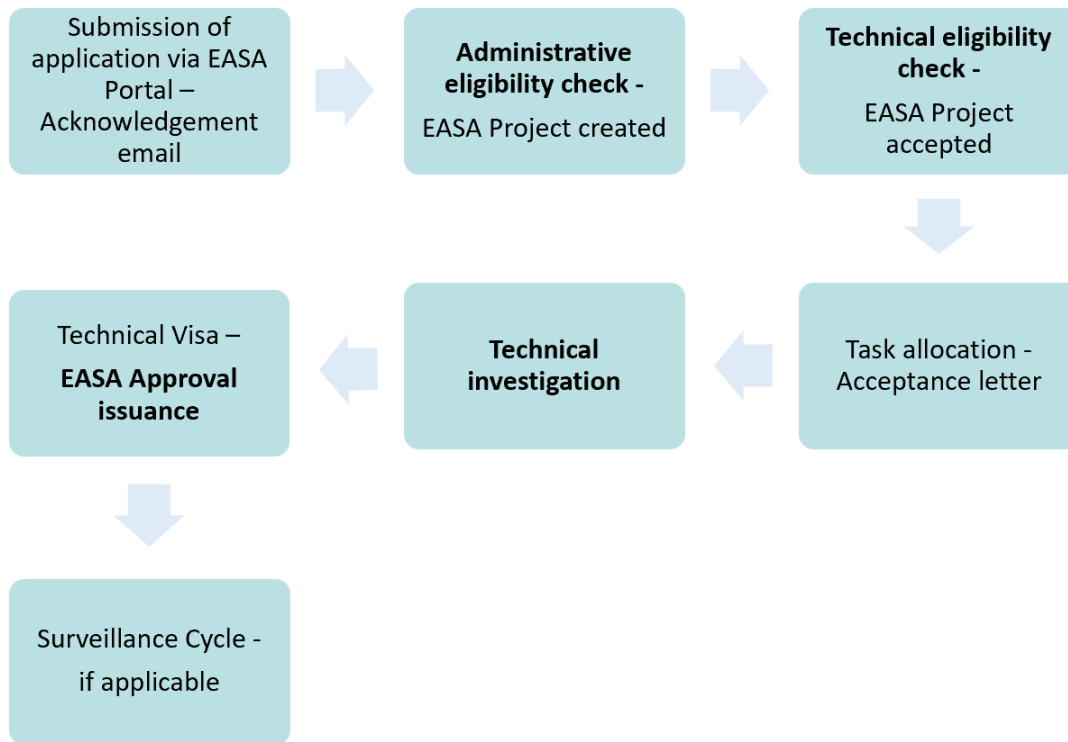 Submission of
application via EASA
Portal –
Acknowledgement
email
Administrative
eligibility check -
EASA Project created
Technical eligibility
check -
EASA Project
accepted
Task allocation -
Acceptance letter
Technical
investigation
Technical Visa –
EASA Approval
issuance
Surveillance Cycle -
if applicable